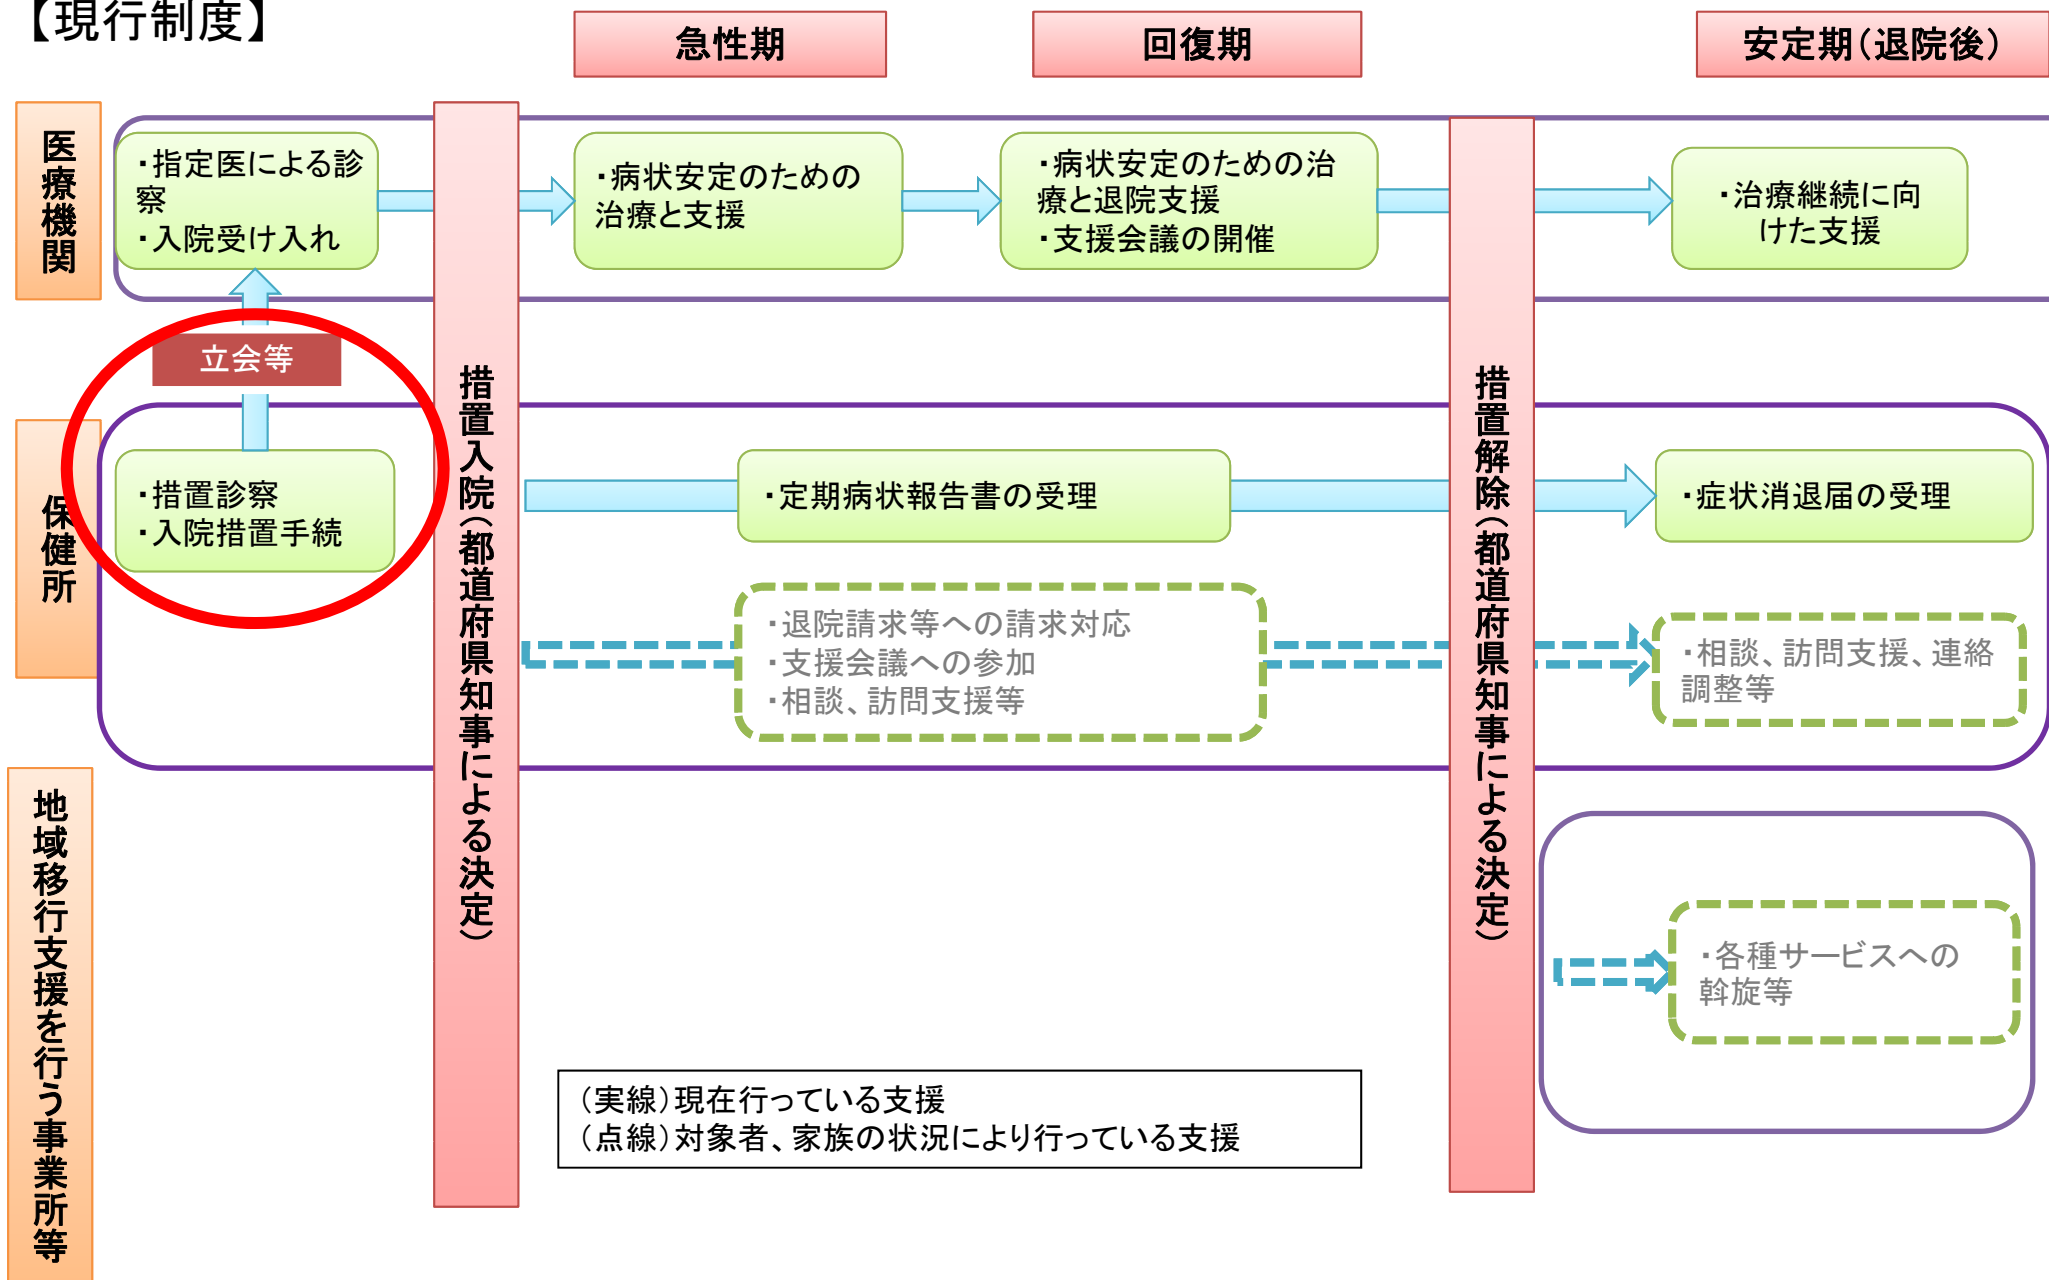 【現行制度】
急性期
回復期
安定期（退院後）
医療機関
・指定医による診
察
・入院受け入れ
・病状安定のための
治療と支援
・病状安定のための治
療と退院支援
・支援会議の開催
・治療継続に向
けた支援
立会等
措置入院（都道府県知事による決定）
措置解除（都道府県知事による決定）
保健所
・措置診察
・入院措置手続
・定期病状報告書の受理
・症状消退届の受理
・退院請求等への請求対応
・支援会議への参加
・相談、訪問支援等
・相談、訪問支援、連絡
調整等
地域移行支援を行う事業所等
・各種サービスへの
斡旋等
（実線）現在行っている支援
（点線）対象者、家族の状況により行っている支援